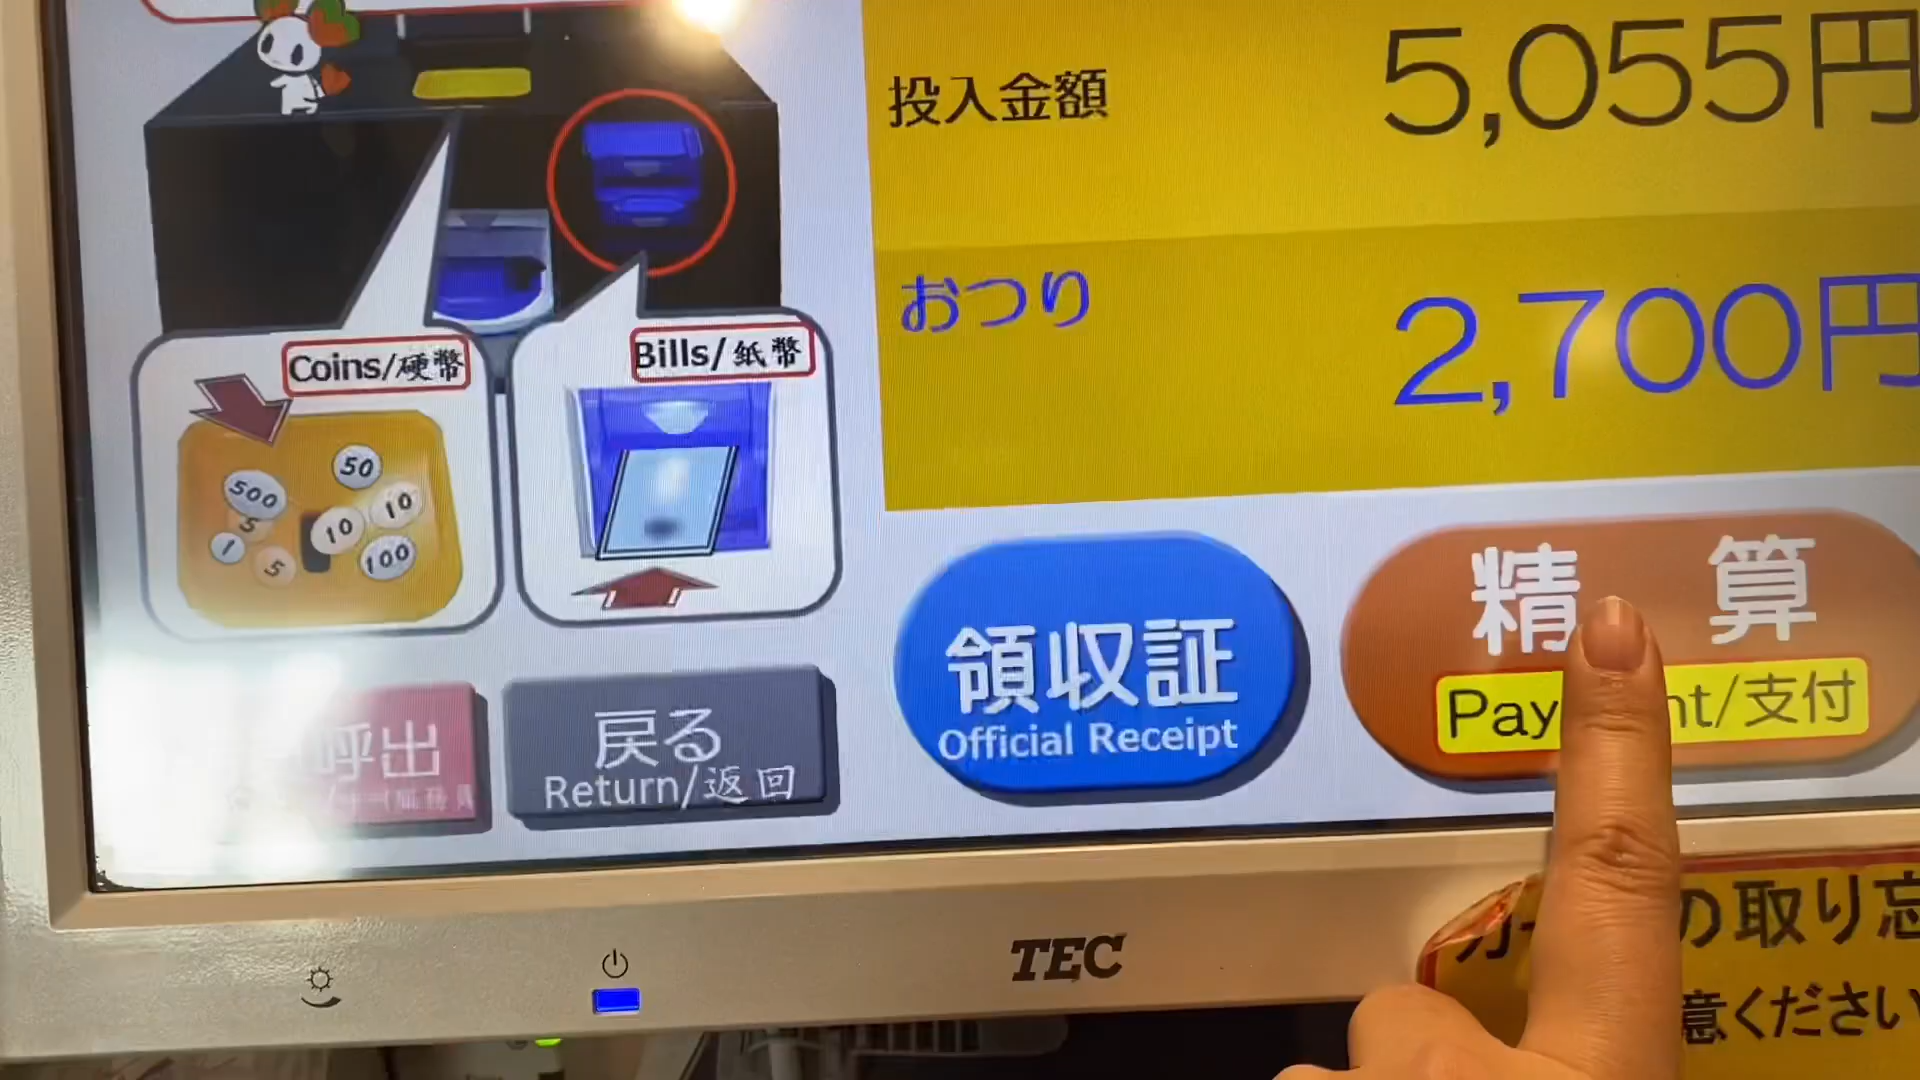 投入金額 5,055円
おつり 2,700円
Coins/硬幣
Bills/紙幣
500
50
10
10
5
1
5
100
領収証
Official Receipt
精算
支付
呼出
戻る
Return/返回
TEC
の取り忘
意ください